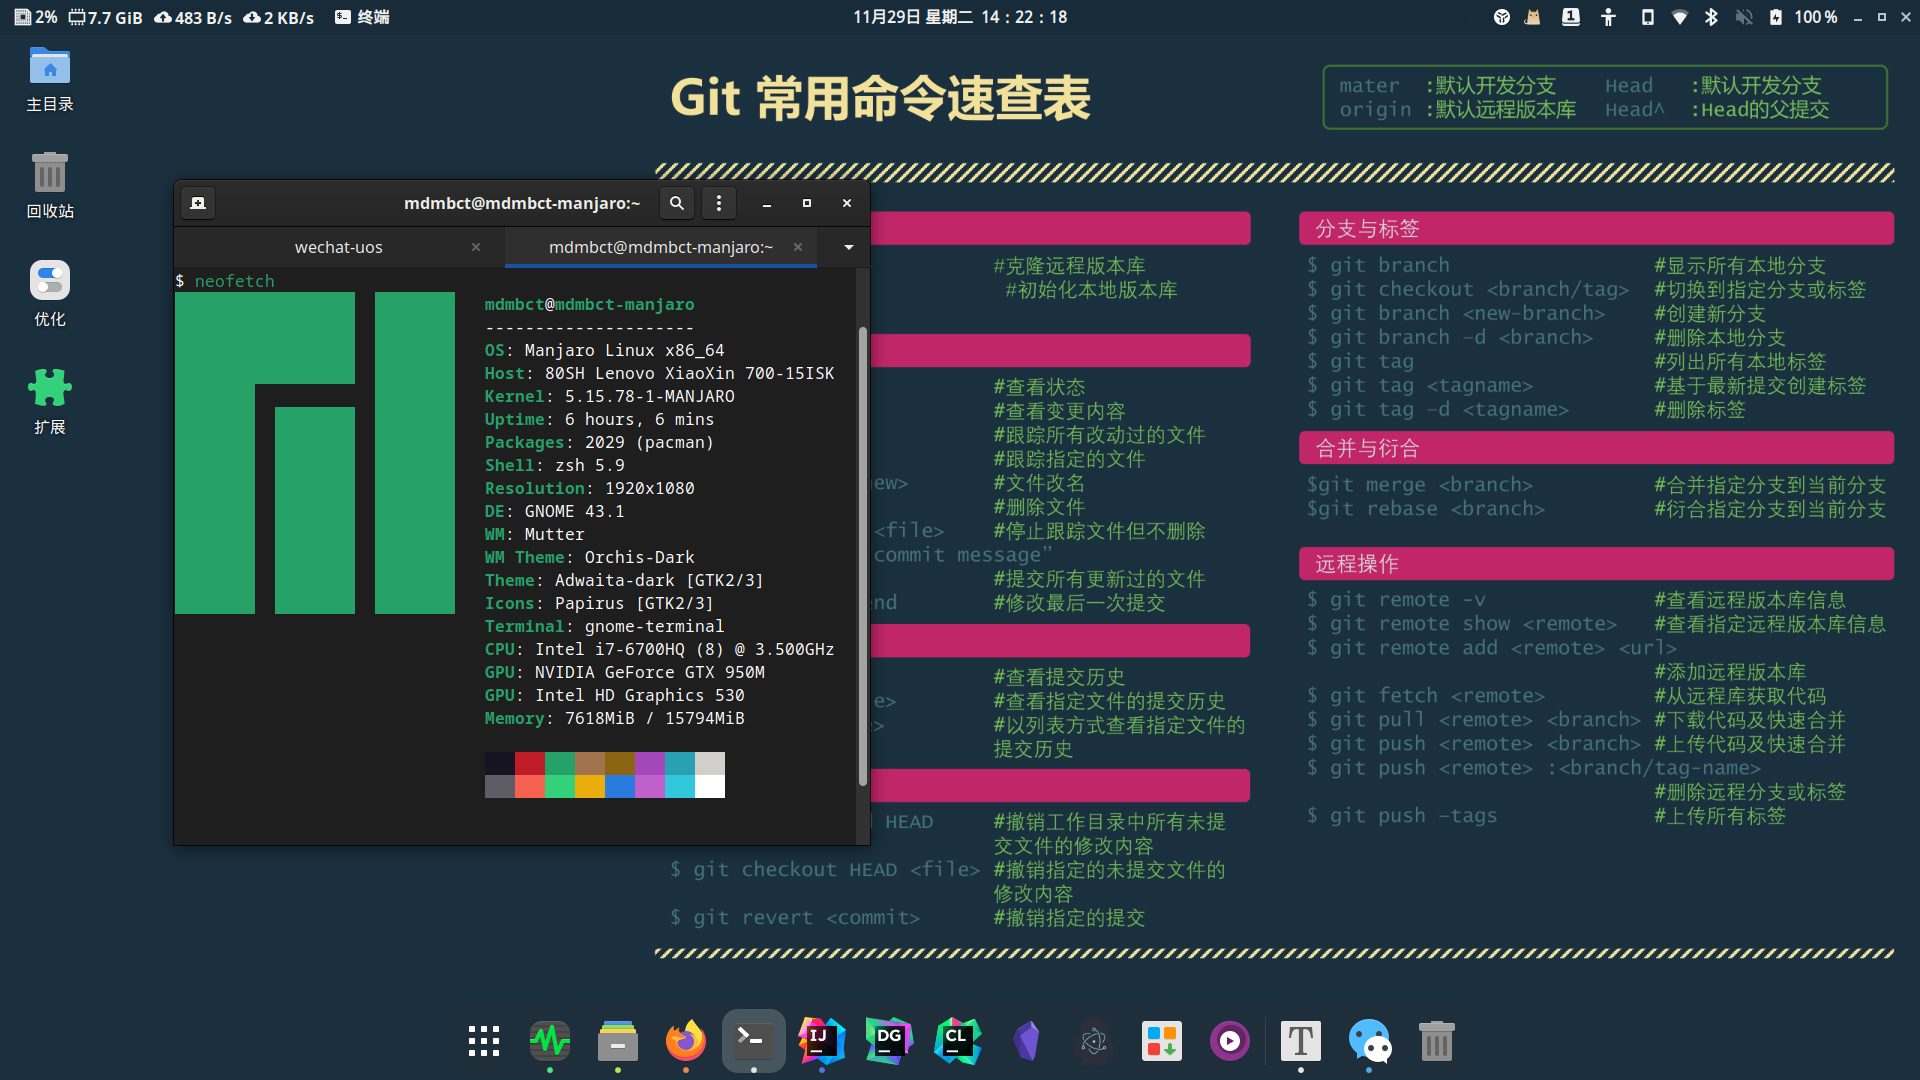 2% 7.7 GiB 483 B/s 2 KB/s 终端
11月29日 星期二 14：22：18
1
100 %
主目录
回收站
优化
扩展
Git 常用命令速查表
mater :默认开发分支 Head :默认开发分支
origin :默认远程版本库 Head^ :Head的父提交
mdmbct@mdmbct-manjaro:~
wechat-uos
mdmbct@mdmbct-manjaro:~
$ neofetch
mdmbct@mdmbct-manjaro
---------------------
OS: Manjaro Linux x86_64
Host: 80SH Lenovo XiaoXin 700-15ISK
Kernel: 5.15.78-1-MANJARO
Uptime: 6 hours, 6 mins
Packages: 2029 (pacman)
Shell: zsh 5.9
Resolution: 1920x1080
DE: GNOME 43.1
WM: Mutter
WM Theme: Orchis-Dark
Theme: Adwaita-dark [GTK2/3]
Icons: Papirus [GTK2/3]
Terminal: gnome-terminal
CPU: Intel i7-6700HQ (8) @ 3.500GHz
GPU: NVIDIA GeForce GTX 950M
GPU: Intel HD Graphics 530
Memory: 7618MiB / 15794MiB
#克隆远程版本库
#初始化本地版本库
#查看状态
#查看变更内容
#跟踪所有改动过的文件
#跟踪指定的文件
new> #文件改名
#删除文件
<file> #停止跟踪文件但不删除
commit message”
#提交所有更新过的文件
end #修改最后一次提交
#查看提交历史
e> #查看指定文件的提交历史
> #以列表方式查看指定文件的
提交历史
HEAD #撤销工作目录中所有未提
交文件的修改内容
$ git checkout HEAD <file> #撤销指定的未提交文件的
修改内容
$ git revert <commit> #撤销指定的提交
分支与标签
$ git branch #显示所有本地分支
$ git checkout <branch/tag> #切换到指定分支或标签
$ git branch <new-branch> #创建新分支
$ git branch -d <branch> #删除本地分支
$ git tag #列出所有本地标签
$ git tag <tagname> #基于最新提交创建标签
$ git tag -d <tagname> #删除标签
合并与衍合
$git merge <branch> #合并指定分支到当前分支
$git rebase <branch> #衍合指定分支到当前分支
远程操作
$ git remote -v #查看远程版本库信息
$ git remote show <remote> #查看指定远程版本库信息
$ git remote add <remote> <url>
#添加远程版本库
$ git fetch <remote> #从远程库获取代码
$ git pull <remote> <branch> #下载代码及快速合并
$ git push <remote> <branch> #上传代码及快速合并
$ git push <remote> :<branch/tag-name>
#删除远程分支或标签
$ git push -tags #上传所有标签
IJ
DG
CL
T